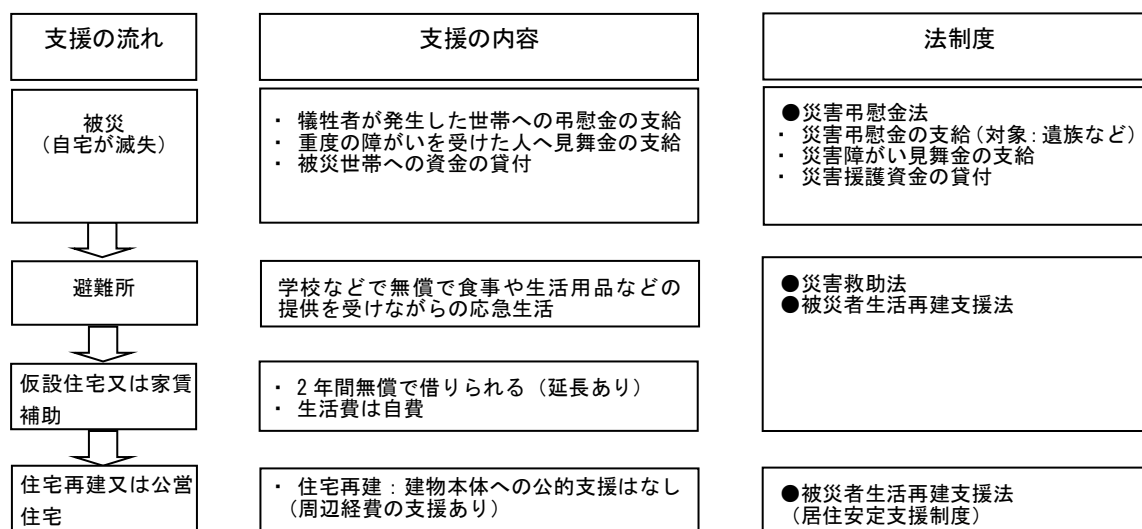 支援の流れ
支援の内容
法制度
被災
(自宅が滅失)
・ 犠牲者が発生した世帯への弔慰金の支給
・ 重度の障がいを受けた人へ見舞金の支給
・ 被災世帯への資金の貸付
●災害弔慰金法
・ 災害弔慰金の支給(対象:遺族など)
・ 災害障がい見舞金の支給
・ 災害援護資金の貸付
避難所
学校などで無償で食事や生活用品などの
提供を受けながらの応急生活
●災害救助法
●被災者生活再建支援法
仮設住宅又は家賃
補助
・ 2年間無償で借りられる(延長あり)
・ 生活費は自費
住宅再建又は公営
住宅
・ 住宅再建:建物本体への公的支援はなし
(周辺経費の支援あり)
●被災者生活再建支援法
(居住安定支援制度)